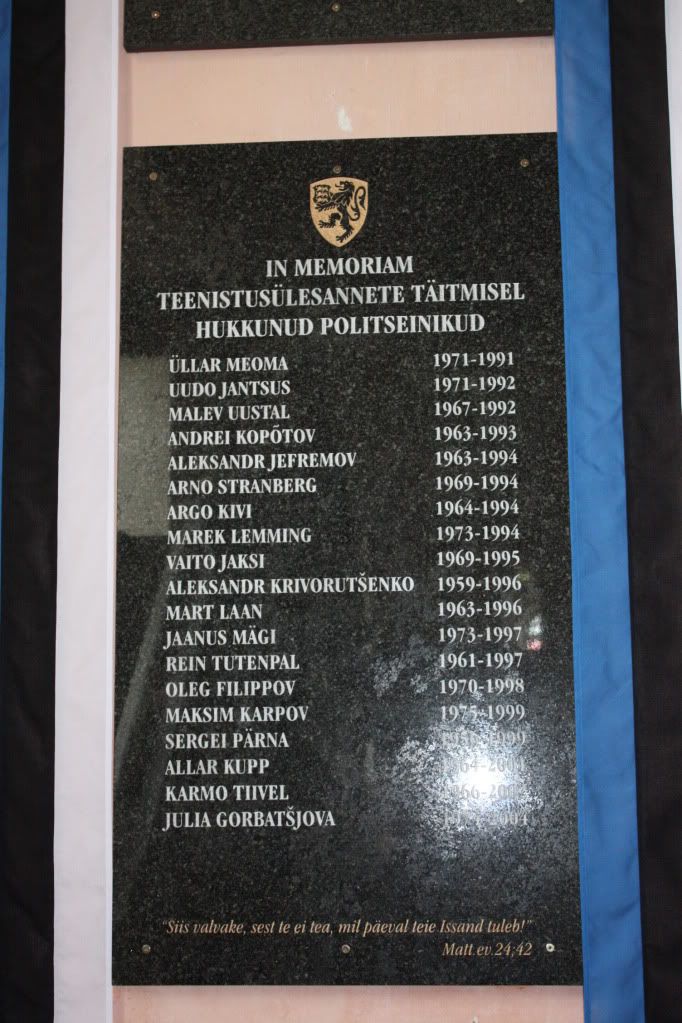 IN MEMORIAM
TEENISTUSÜLESANNETE TÄITMISEL
HUKKUNUD POLITSEINIKUD
ÜLLAR MEOMA 1971-1991
UUDO JANTSUS 1971-1992
MALEV UUSTAL 1967-1992
ANDREI KOPÕTOV 1963-1993
ALEKSANDR JEFREMOV 1963-1994
ARNO STRANBERG 1969-1994
ARGO KIVI 1964-1994
MAREK LEMMING 1973-1994
VAITO JAKSI 1969-1995
ALEKSANDR KRIVORUTŠENKO 1959-1996
MART LAAN 1963-1996
JAANUS MÄGI 1973-1997
REIN TUTENPAL 1961-1997
OLEG FILIPPOV 1970-1998
MAKSIM KARPOV 1975-1999
SERGEI PÄRNA
ALLAR KUPP
KARMO TIIVEL
JULIA GORBATŠJOVA
"Siis valvake, sest te ei tea, mil päeval teie Issand tuleb!"
Matt.ev.24;42